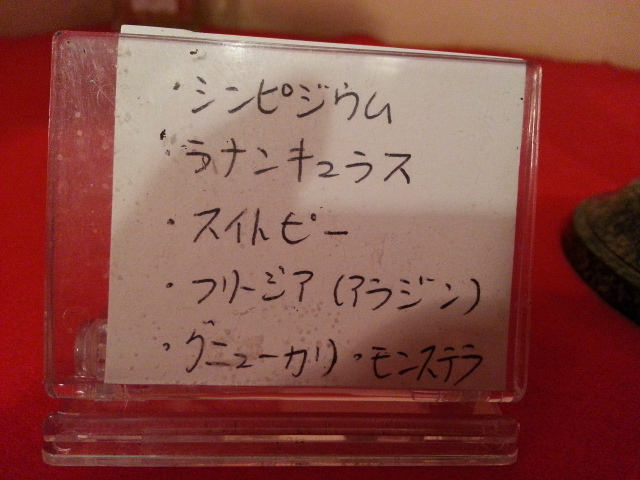 ・シンピジウム
・ラナンキュラス
・スイトピー
・フリージア(アラジン)
・グニューカリ・モンステラ